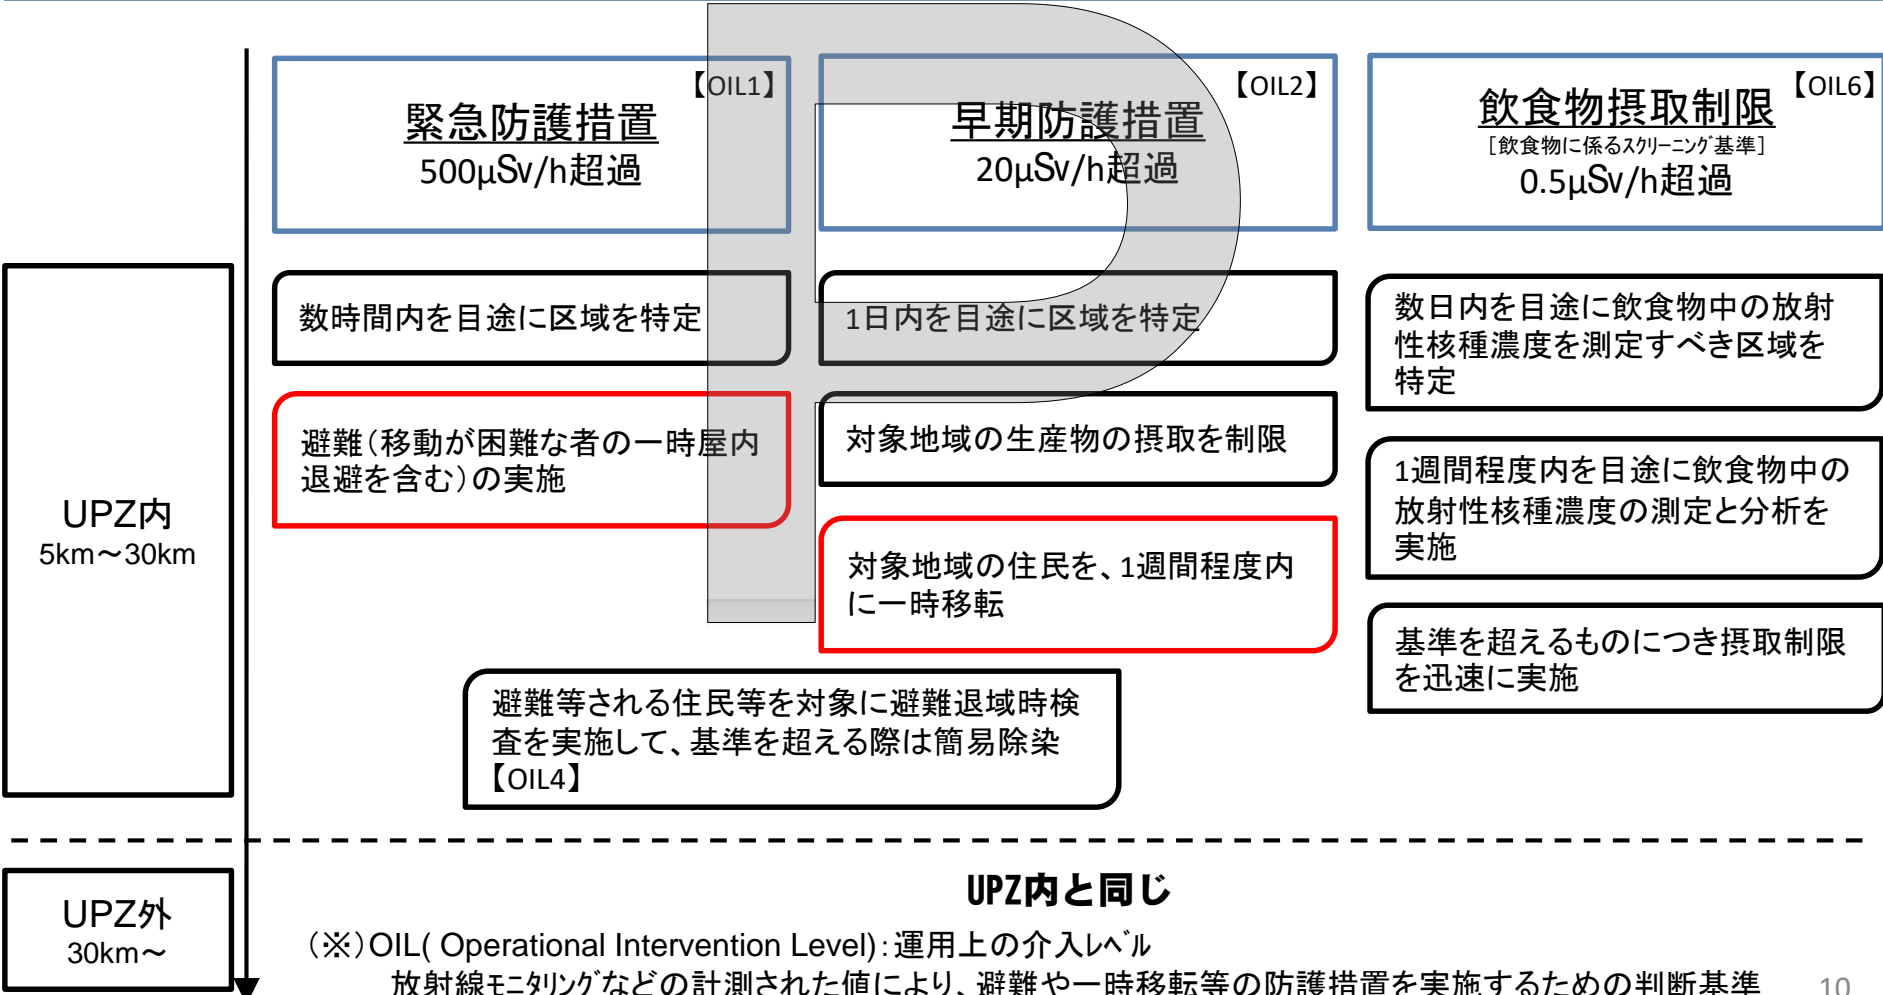 【OIL1】
緊急防護措置
500μSv/h超過
【OIL2】
早期防護措置
20μSv/h超過
【OIL6】
飲食物摂取制限
[飲食物に係るｽｸﾘｰﾆﾝｸﾞ基準]
0.5μSv/h超過
UPZ内
5km～30km
数時間内を目途に区域を特定
避難(移動が困難な者の一時屋内
退避を含む)の実施
1日内を目途に区域を特定
対象地域の生産物の摂取を制限
対象地域の住民を、1週間程度内
に一時移転
数日内を目途に飲食物中の放射
性核種濃度を測定すべき区域を
特定
1週間程度内を目途に飲食物中の
放射性核種濃度の測定と分析を
実施
基準を超えるものにつき摂取制限
を迅速に実施
避難等される住民等を対象に避難退域時検
査を実施して、基準を超える際は簡易除染
【OIL4】
P
UPZ外
30km～
UPZ内と同じ
(※)OIL( Operational Intervention Level):運用上の介入ﾚﾍﾞﾙ
放射線ﾓﾆﾀﾘﾝｸﾞなどの計測された値により、避難や一時移転等の防護措置を実施するための判断基準
10